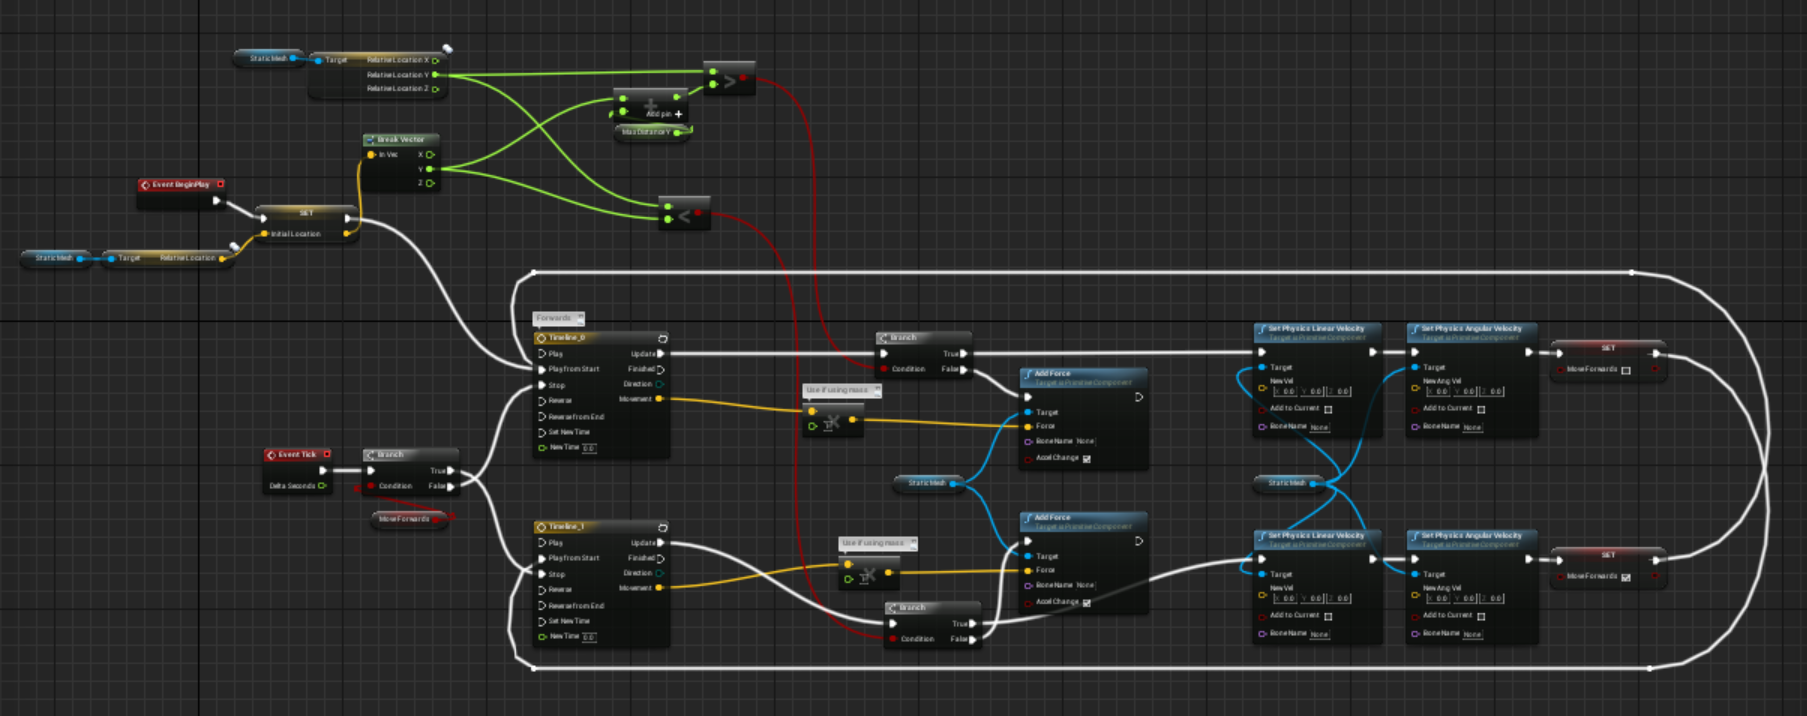 StaticMesh
Target
RelativeLocation X
RelativeLocation Y
RelativeLocation Z
Add pin +
MaxDistanceY
>
Break Vector
In Vec
X
Y
Z
<
Event BeginPlay
SET
Initial Location
StaticMesh
Target
RelativeLocation
Forwards
Timeline_0
Play
Play from Start
Stop
Reverse
Reverse from End
Set New Time
New Time 0.0
Update
Finished
Direction
Movement
Event Tick
Delta Seconds
Branch
Condition
True
False
MoveForwards
Timeline_1
Play
Play from Start
Stop
Reverse
Reverse from End
Set New Time
New Time 0.0
Update
Finished
Direction
Movement
Branch
Condition
True
False
Use if using mass
Add Force
Target is Primitive Component
Target
Force
Bone Name None
Accel Change
StaticMesh
Use if using mass
Add Force
Target is Primitive Component
Target
Force
Bone Name None
Accel Change
Branch
Condition
True
False
Set Physics Linear Velocity
Target is Primitive Component
Target
New Vel
X 0.0 Y 0.0 Z 0.0
Add to Current
Bone Name None
Set Physics Angular Velocity
Target is Primitive Component
Target
New Ang Vel
X 0.0 Y 0.0 Z 0.0
Add to Current
Bone Name None
SET
MoveForwards
StaticMesh
Set Physics Linear Velocity
Target is Primitive Component
Target
New Vel
X 0.0 Y 0.0 Z 0.0
Add to Current
Bone Name None
Set Physics Angular Velocity
Target is Primitive Component
Target
New Ang Vel
X 0.0 Y 0.0 Z 0.0
Add to Current
Bone Name None
SET
MoveForwards